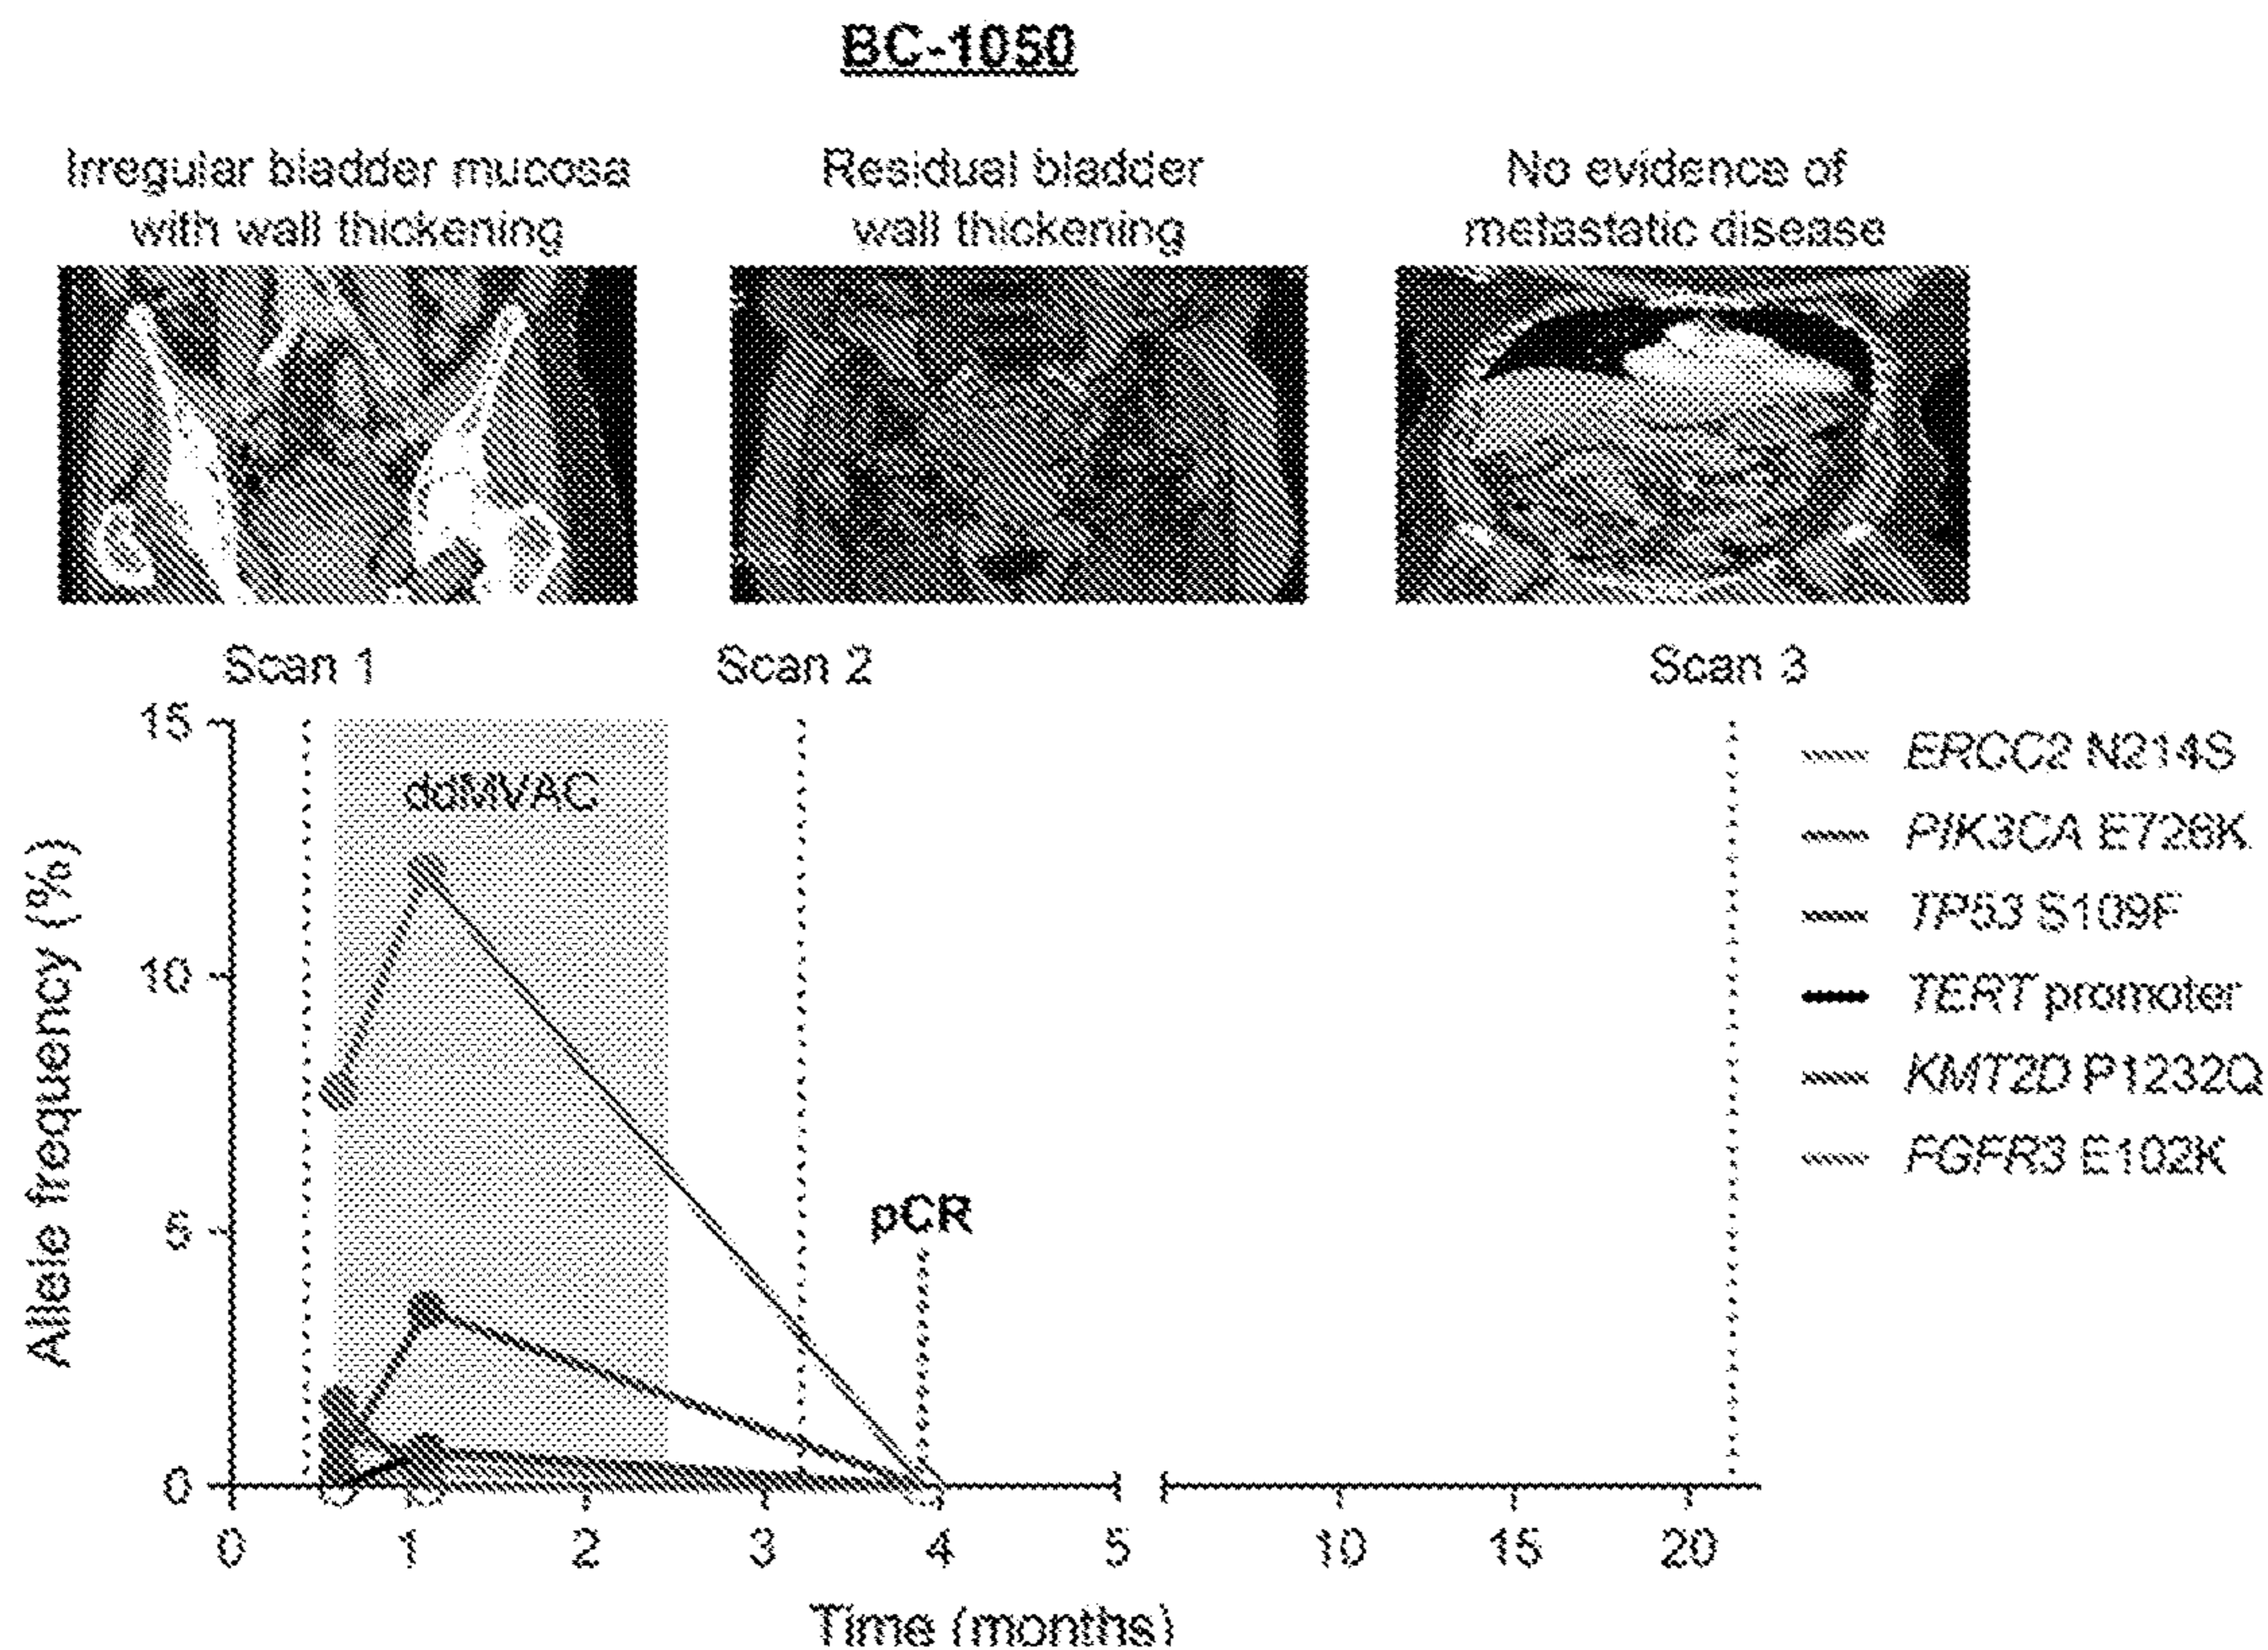 BC-1050
Irregular bladder mucosa
with wall thickening
Residual bladder
wall thickening
No evidence of
metastatic disease
Scan 1
Scan 2
Scan 3
15
10
5
0
Allele frequency (%)
ddMVAC
pCR
ERCC2 N214S
PIK3CA E726K
TP53 S109F
TERT promoter
KMT2D P1232Q
FGFR3 E102K
0
1
2
3
4
5
10
15
20
Time (months)